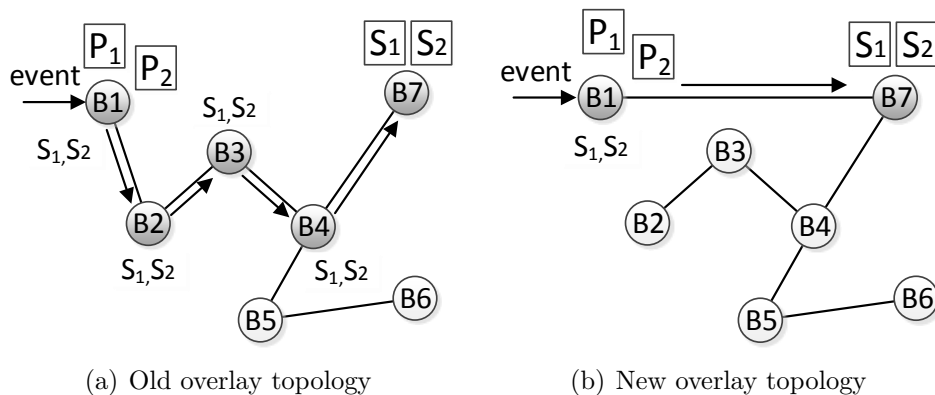 P1
P2
S1 S2
event
B1
B7
S1,S2
S1,S2
B3
B2
B4
S1,S2
S1,S2
B5
B6
(a) Old overlay topology
P1
P2
S1 S2
event
B1
B7
S1,S2
B3
B2
B4
B5
B6
(b) New overlay topology